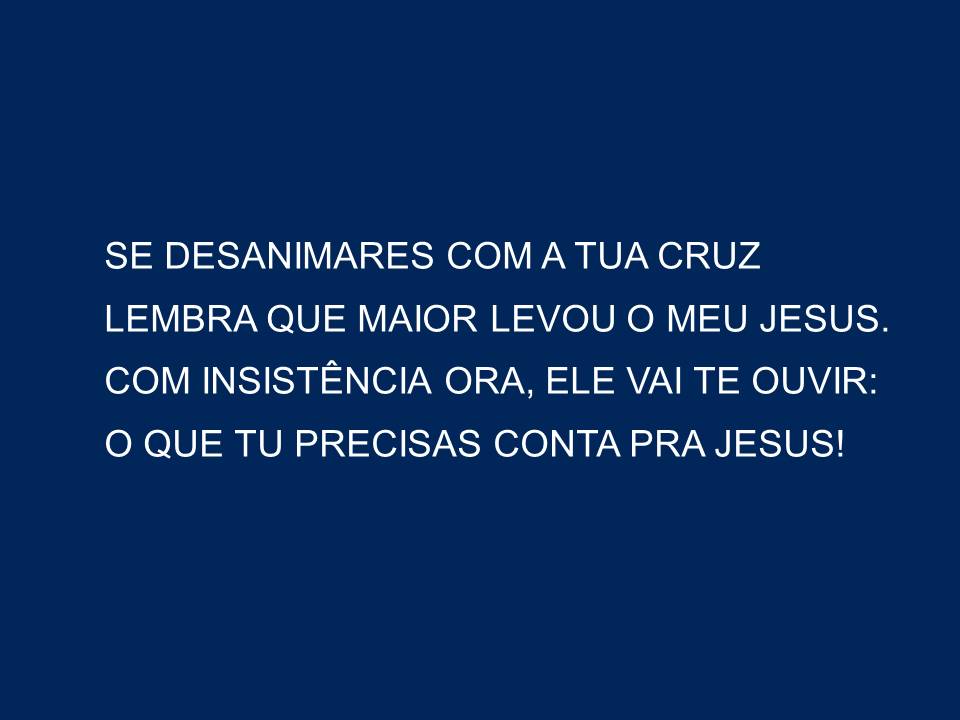 SE DESANIMARES COM A TUA CRUZ
LEMBRA QUE MAIOR LEVOU O MEU JESUS.
COM INSISTÊNCIA ORA, ELE VAI TE OUVIR:
O QUE TU PRECISAS CONTA PRA JESUS!